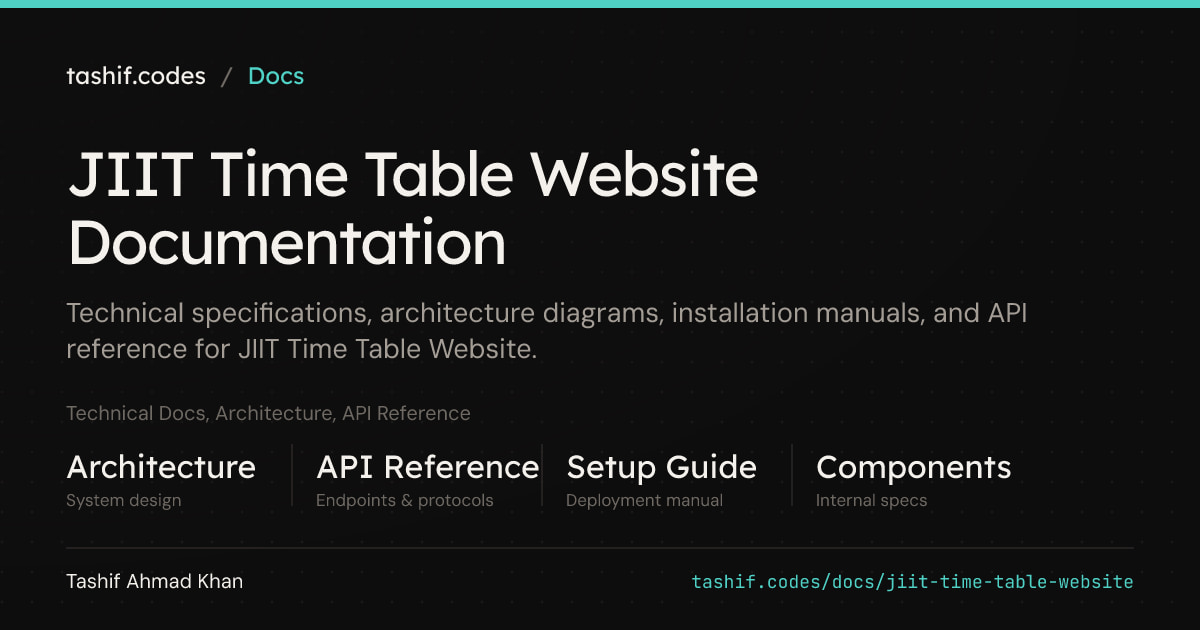 tashif.codes / Docs
JIIT Time Table Website
Documentation
Technical specifications, architecture diagrams, installation manuals, and API
reference for JIIT Time Table Website.
Technical Docs, Architecture, API Reference
Architecture
System design
API Reference
Endpoints & protocols
Setup Guide
Deployment manual
Components
Internal specs
Tashif Ahmad Khan
tashif.codes/docs/jiit-time-table-website